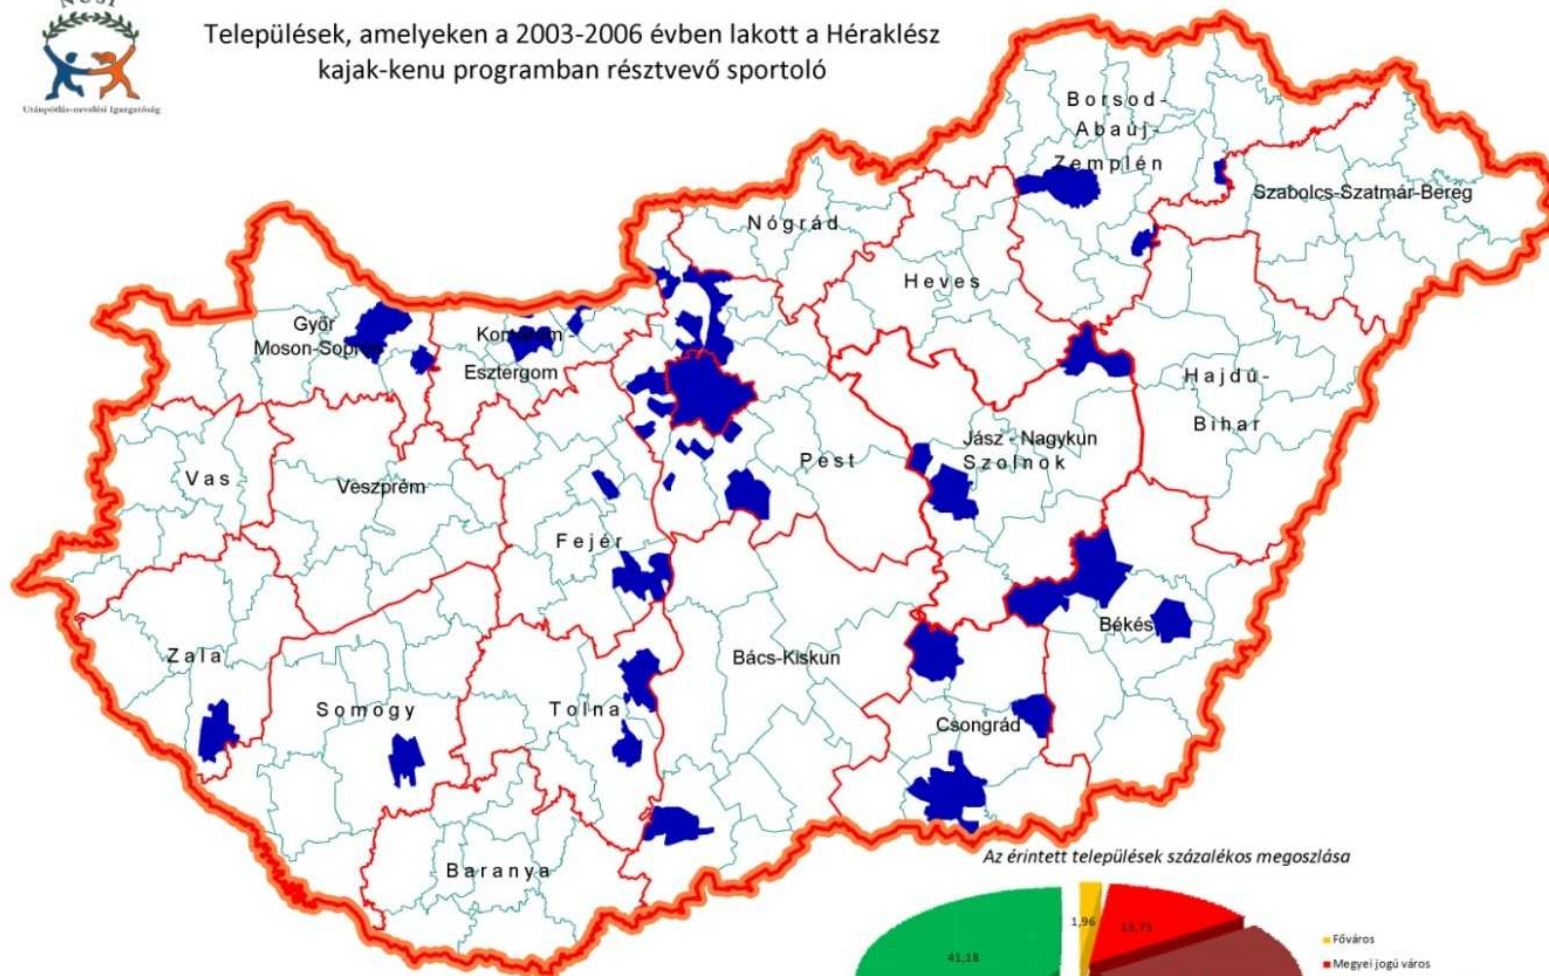 NUSI
Utánpótlás-nevelési Igazgatóság
Települések, amelyeken a 2003-2006 évben lakott a Héraklész
kajak-kenu programban résztvevő sportoló
Borsod-
Abaúj-
Zemplén
Szabolcs-Szatmár-Bereg
Nógrád
Heves
Győr
Moson-Sopron
Komárom -
Esztergom
Hajdú-
Bihar
Jász - Nagykun
Szolnok
Pest
Vas
Veszprém
Fejér
Békés
Zala
Bács-Kiskun
Somogy
Tolna
Csongrád
Baranya
Az érintett települések százalékos megoszlása
1,96
13,73
41,18
Főváros
Megyei jogú város